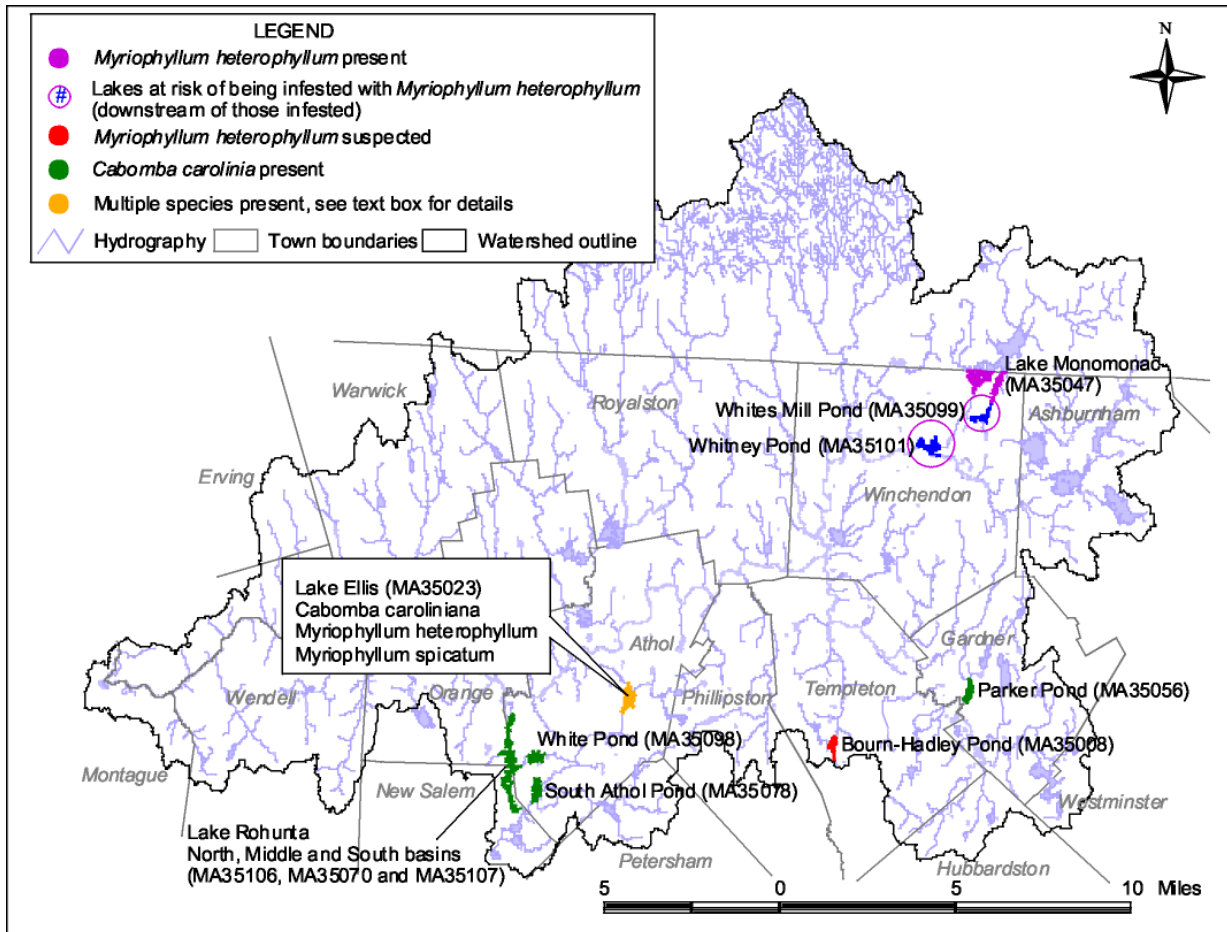 LEGEND
Myriophyllum heterophyllum present
# Lakes at risk of being infested with Myriophyllum heterophyllum
(downstream of those infested)
Myriophyllum heterophyllum suspected
Cabomba carolinia present
Multiple species present, see text box for details
Hydrography Town boundaries Watershed outline
N
Lake Monomonac
(MA35047)
Warwick
Royalston
Whites Mill Pond (MA35099)
Ashburnham
Whitney Pond (MA35101)
Erving
Winchendon
Lake Ellis (MA35023)
Cabomba caroliniana
Myriophyllum heterophyllum
Myriophyllum spicatum
Athol
Gardner
Wendell
Orange
Phillipston
Templeton
Parker Pond (MA35056)
White Pond (MA35098)
Bourn-Hadley Pond (MA35008)
Montague
New Salem
South Athol Pond (MA35078)
Westminster
Lake Rohunta
North, Middle and South basins
(MA35106, MA35070 and MA35107)
Petersham
Hubbardston
5 0 5 10 Miles